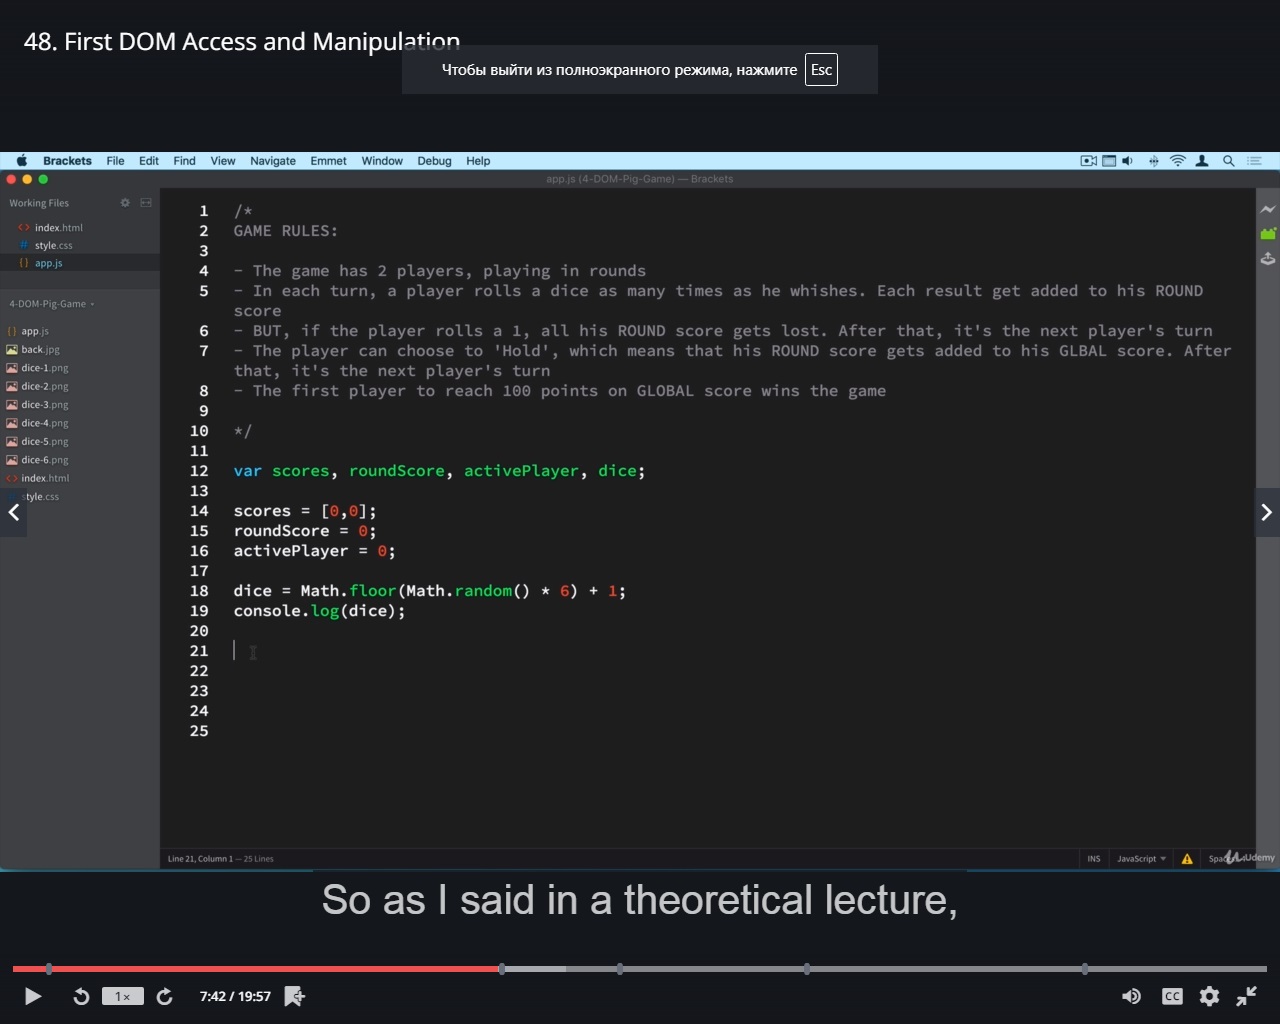 48. First DOM Access and Manipulation
Чтобы выйти из полноэкранного режима, нажмите Esc
Brackets File Edit Find View Navigate Emmet Window Debug Help
app.js (4-DOM-Pig-Game) — Brackets
Working Files
index.html
style.css
app.js
4-DOM-Pig-Game
app.js
back.jpg
dice-1.png
dice-2.png
dice-3.png
dice-4.png
dice-5.png
dice-6.png
index.html
style.css
1 /*
2 GAME RULES:
3
4 - The game has 2 players, playing in rounds
5 - In each turn, a player rolls a dice as many times as he whishes. Each result get added to his ROUND
score
6 - BUT, if the player rolls a 1, all his ROUND score gets lost. After that, it's the next player's turn
7 - The player can choose to 'Hold', which means that his ROUND score gets added to his GLBAL score. After
that, it's the next player's turn
8 - The first player to reach 100 points on GLOBAL score wins the game
9
10 */
11
12 var scores, roundScore, activePlayer, dice;
13
14 scores = [0,0];
15 roundScore = 0;
16 activePlayer = 0;
17
18 dice = Math.floor(Math.random() * 6) + 1;
19 console.log(dice);
20
21
22
23
24
25
Line 21, Column 1 — 25 Lines
INS JavaScript
Udemy
So as I said in a theoretical lecture,
1×
7:42 / 19:57
CC